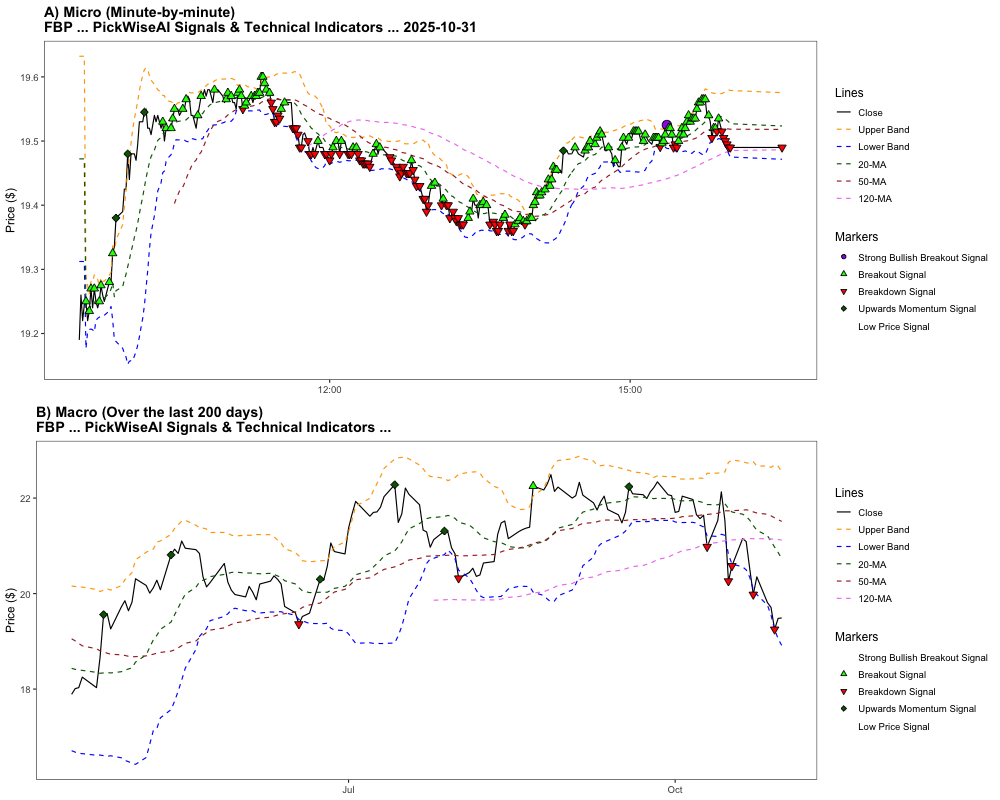 A) Micro (Minute-by-minute)
FBP ... PickWiseAI Signals & Technical Indicators ... 2025-10-31
Price ($)
19.6
19.5
19.4
19.3
19.2
12:00
15:00
Lines
Close
Upper Band
Lower Band
20-MA
50-MA
120-MA
Markers
Strong Bullish Breakout Signal
Breakout Signal
Breakdown Signal
Upwards Momentum Signal
Low Price Signal
B) Macro (Over the last 200 days)
FBP ... PickWiseAI Signals & Technical Indicators ...
Price ($)
22
20
18
Jul
Oct
Lines
Close
Upper Band
Lower Band
20-MA
50-MA
120-MA
Markers
Strong Bullish Breakout Signal
Breakout Signal
Breakdown Signal
Upwards Momentum Signal
Low Price Signal